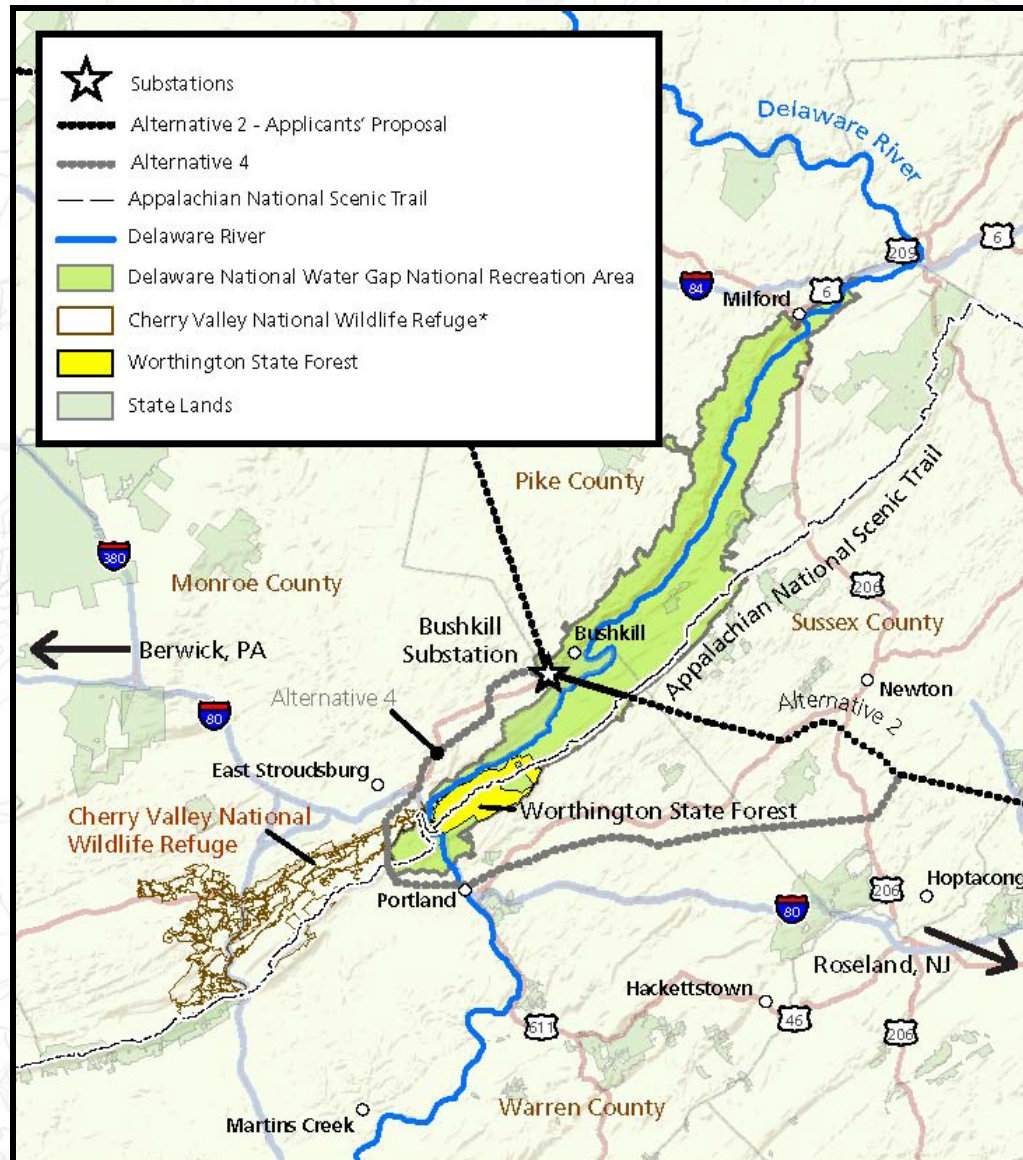 Substations
Alternative 2 - Applicants' Proposal
Alternative 4
Appalachian National Scenic Trail
Delaware River
Delaware National Water Gap National Recreation Area
Cherry Valley National Wildlife Refuge*
Worthington State Forest
State Lands
Delaware River
209
6
84
6
Milford
Pike County
Appalachian National Scenic Trail
380
Monroe County
206
Sussex County
Berwick, PA
Bushkill
Substation
Bushkill
Newton
Alternative 4
Alternative 2
80
East Stroudsburg
Cherry Valley National
Wildlife Refuge
Worthington State Forest
Portland
206
Hoptacong
80
Roseland, NJ
Hackettstown
46
611
206
Warren County
Martins Creek